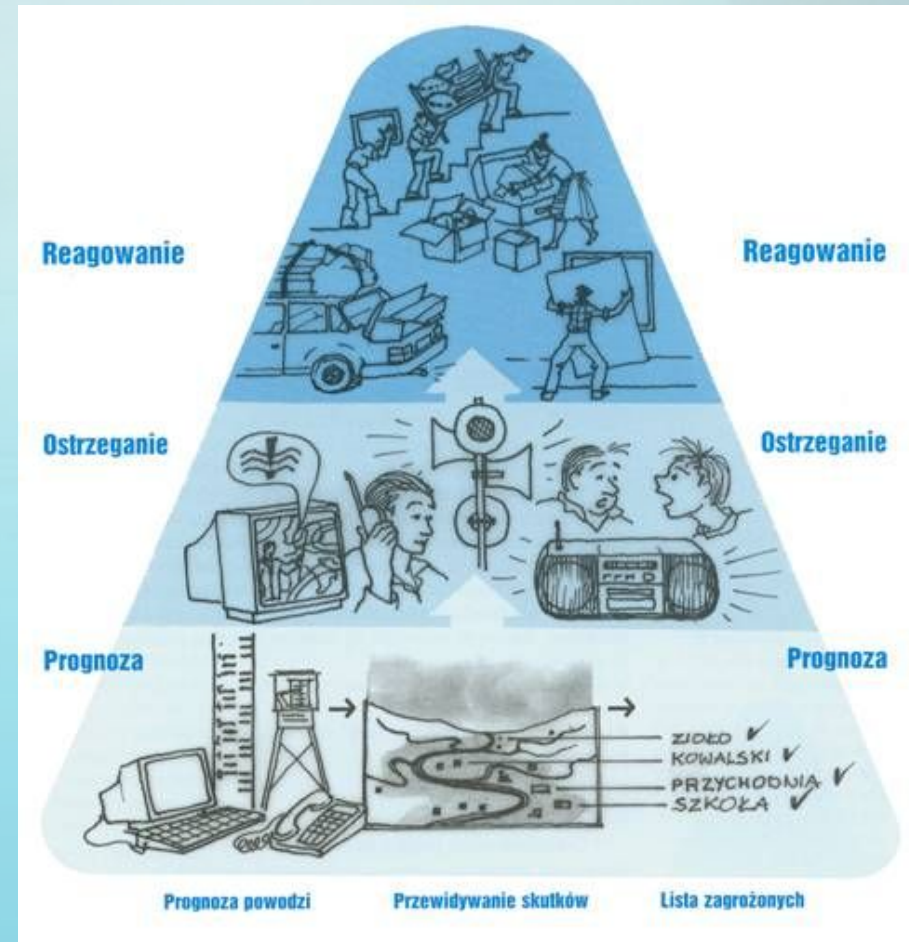 Reagowanie
Reagowanie
Ostrzeganie
Ostrzeganie
Prognoza
Prognoza
ZIOŁO ✓
KOWALSKI ✓
PRZYCHODNIA ✓
SZKOŁA ✓
Prognoza powodzi
Przewidywanie skutków
Lista zagrożonych